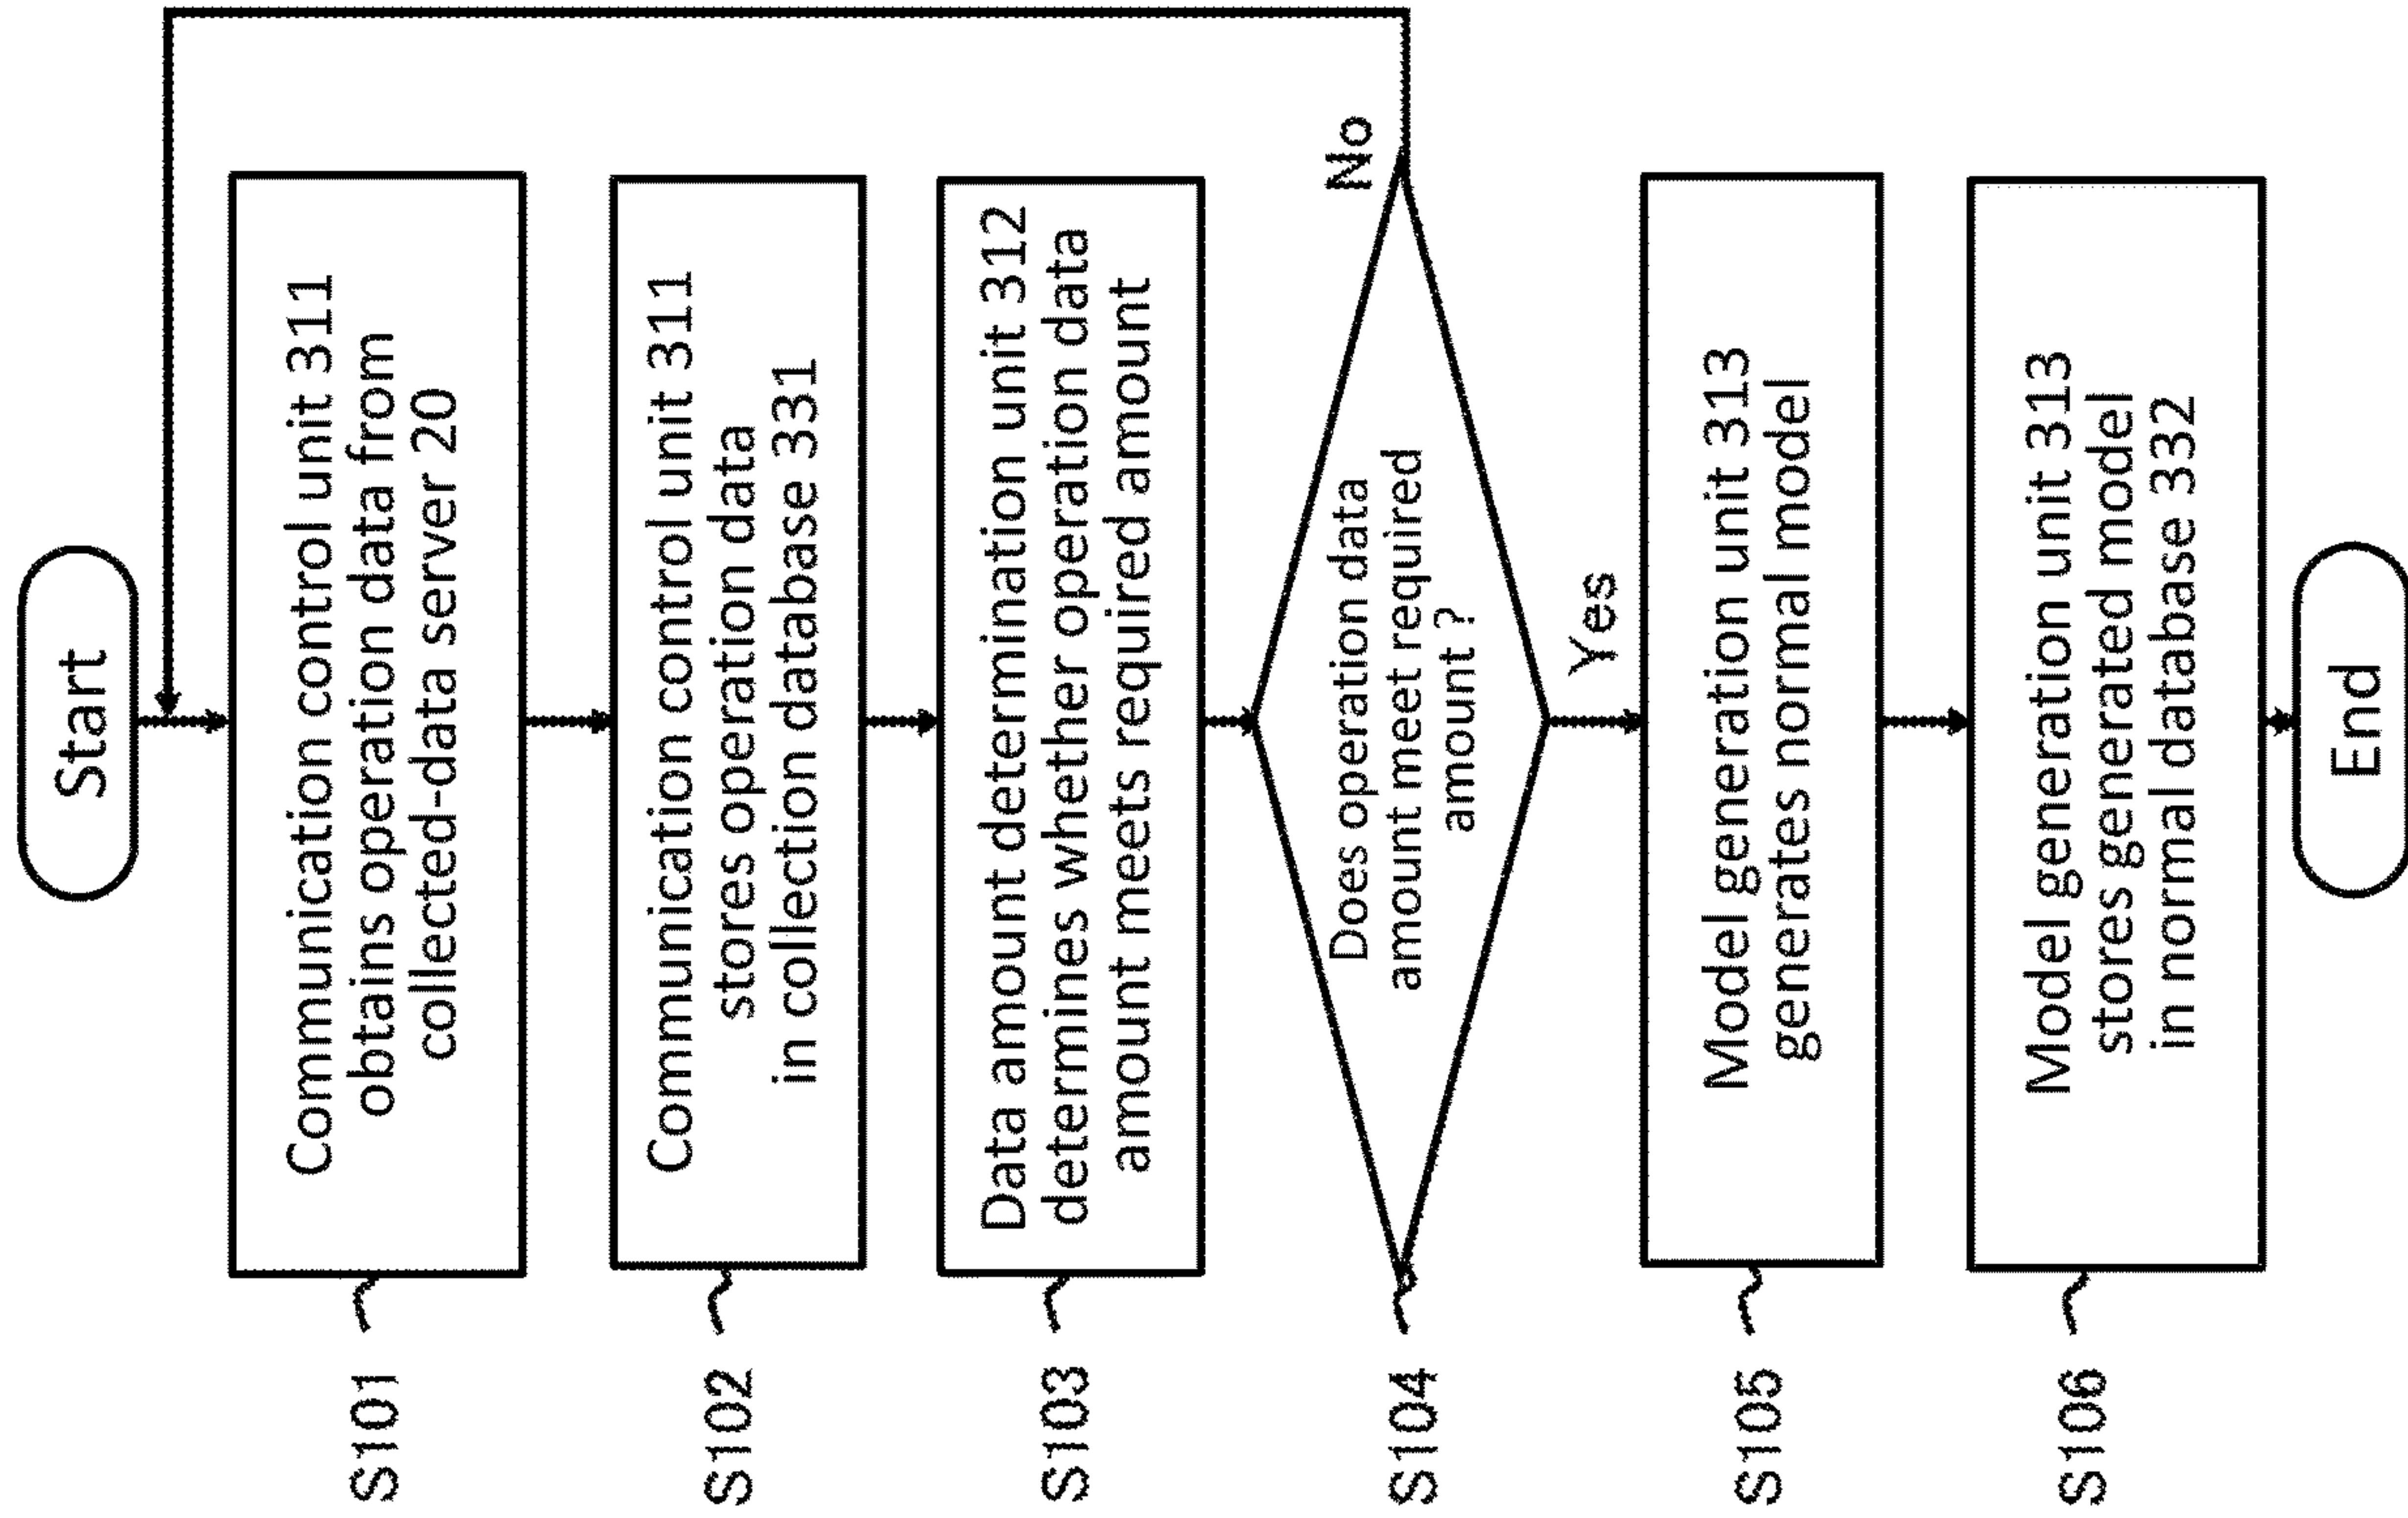 Start
S101
Communication control unit 311
obtains operation data from
collected-data server 20
S102
Communication control unit 311
stores operation data
in collection database 331
S103
Data amount determination unit 312
determines whether operation data
amount meets required amount
S104
Does operation data
amount meet required
amount ?
No
Yes
S105
Model generation unit 313
generates normal model
S106
Model generation unit 313
stores generated model
in normal database 332
End